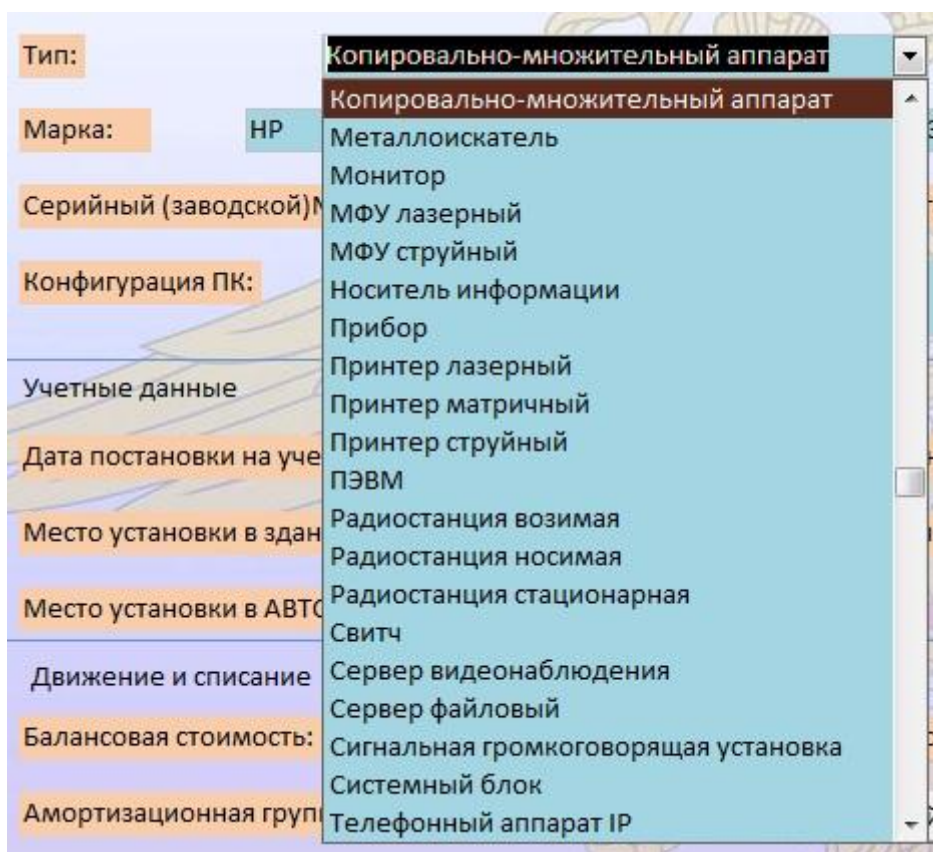 Тип:
Копировально-множительный аппарат
Копировально-множительный аппарат
Марка:
HP
Металлоискатель
Монитор
Серийный (заводской)
МФУ лазерный
МФУ струйный
Конфигурация ПК:
Носитель информации
Прибор
Принтер лазерный
Учетные данные
Принтер матричный
Принтер струйный
Дата постановки на уче
ПЭВМ
Радиостанция возимая
Место установки в здан
Радиостанция носимая
Радиостанция стационарная
Место установки в АВТО
Свитч
Сервер видеонаблюдения
Движение и списание
Сервер файловый
Балансовая стоимость:
Сигнальная громкоговорящая установка
Системный блок
Амортизационная групп
Телефонный аппарат IP